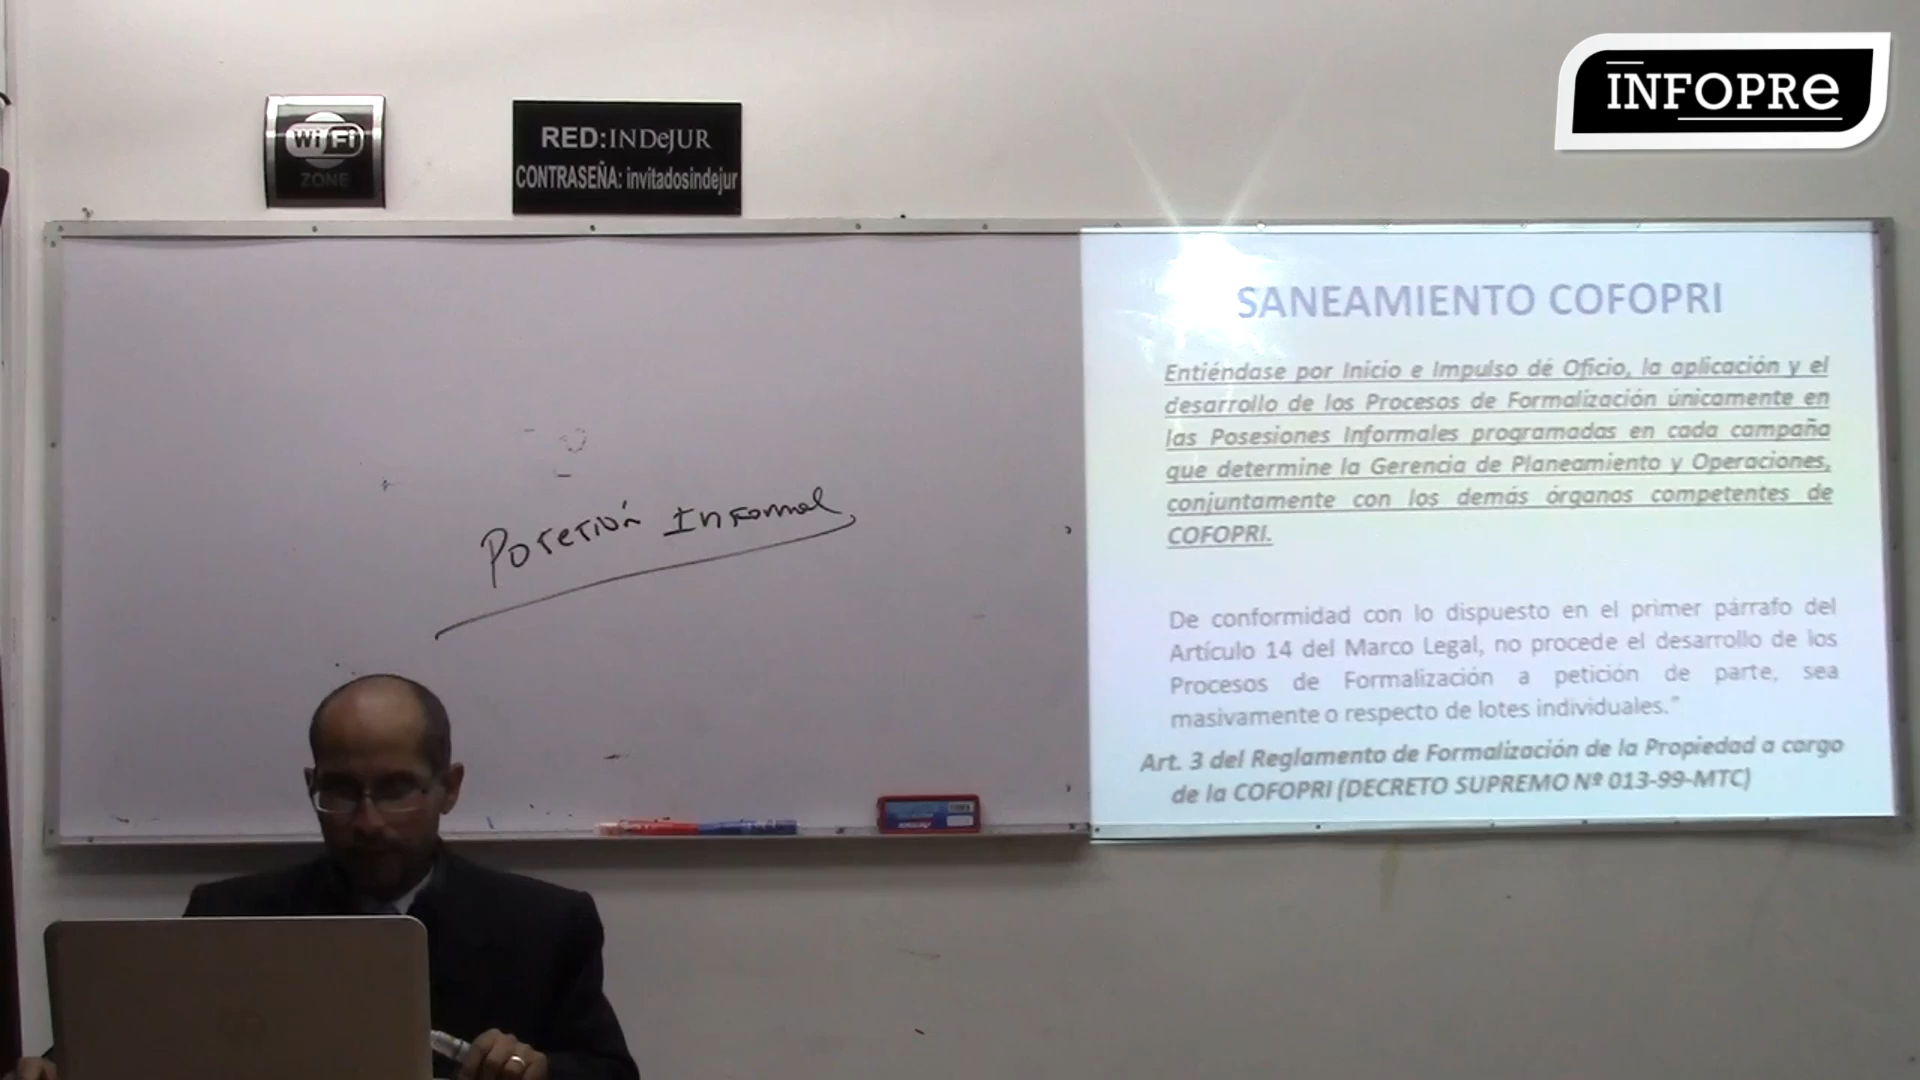 INFOPRe
Wi Fi
ZONE
RED:INDeJUR
CONTRASEÑA: invitadosindejur
Posesión Informal
SANEAMIENTO COFOPRI
Entiéndase por Inicio e Impulso de Oficio, la aplicación y el
desarrollo de los Procesos de Formalización únicamente en
las Posesiones Informales programadas en cada campaña
que determine la Gerencia de Planeamiento y Operaciones,
conjuntamente con los demás órganos competentes de
COFOPRI.
De conformidad con lo dispuesto en el primer párrafo del
Artículo 14 del Marco Legal, no procede el desarrollo de los
Procesos de Formalización a petición de parte, sea
masivamente o respecto de lotes individuales."
Art. 3 del Reglamento de Formalización de la Propiedad a cargo
de la COFOPRI (DECRETO SUPREMO Nº 013-99-MTC)